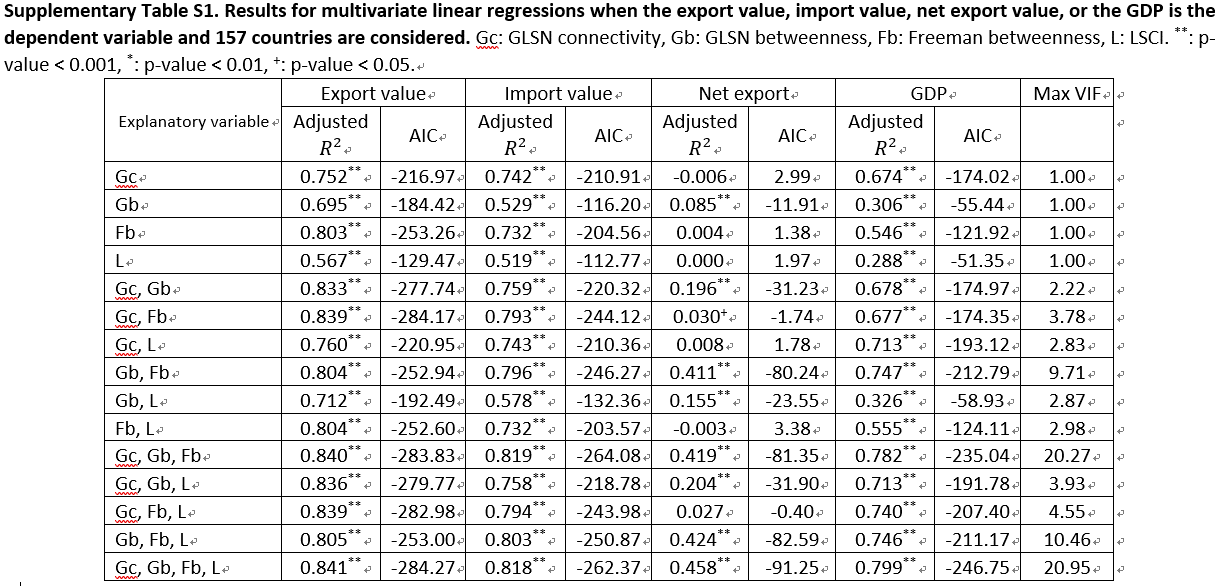 Supplementary Table S1. Results for multivariate linear regressions when the export value, import value, net export value, or the GDP is the
dependent variable and 157 countries are considered. Gc: GLSN connectivity, Gb: GLSN betweenness, Fb: Freeman betweenness, L: LSCI. **: p-
value < 0.001, *: p-value < 0.01, +: p-value < 0.05.
Explanatory variable Export value Import value Net export GDP Max VIF
Adjusted R² AIC Adjusted R² AIC Adjusted R² AIC Adjusted R² AIC
Gc 0.752** -216.97 0.742** -210.91 -0.006 2.99 0.674** -174.02 1.00
Gb 0.695** -184.42 0.529** -116.20 0.085** -11.91 0.306** -55.44 1.00
Fb 0.803** -253.26 0.732** -204.56 0.004 1.38 0.546** -121.92 1.00
L 0.567** -129.47 0.519** -112.77 0.000 1.97 0.288** -51.35 1.00
Gc, Gb 0.833** -277.74 0.759** -220.32 0.196** -31.23 0.678** -174.97 2.22
Gc, Fb 0.839** -284.17 0.793** -244.12 0.030+ -1.74 0.677** -174.35 3.78
Gc, L 0.760** -220.95 0.743** -210.36 0.008 1.78 0.713** -193.12 2.83
Gb, Fb 0.804** -252.94 0.796** -246.27 0.411** -80.24 0.747** -212.79 9.71
Gb, L 0.712** -192.49 0.578** -132.36 0.155** -23.55 0.326** -58.93 2.87
Fb, L 0.804** -252.60 0.732** -203.57 -0.003 3.38 0.555** -124.11 2.98
Gc, Gb, Fb 0.840** -283.83 0.819** -264.08 0.419** -81.35 0.782** -235.04 20.27
Gc, Gb, L 0.836** -279.77 0.758** -218.78 0.204** -31.90 0.713** -191.78 3.93
Gc, Fb, L 0.839** -282.98 0.794** -243.98 0.027 -0.40 0.740** -207.40 4.55
Gb, Fb, L 0.805** -253.00 0.803** -250.87 0.424** -82.59 0.746** -211.17 10.46
Gc, Gb, Fb, L 0.841** -284.27 0.818** -262.37 0.458** -91.25 0.799** -246.75 20.95